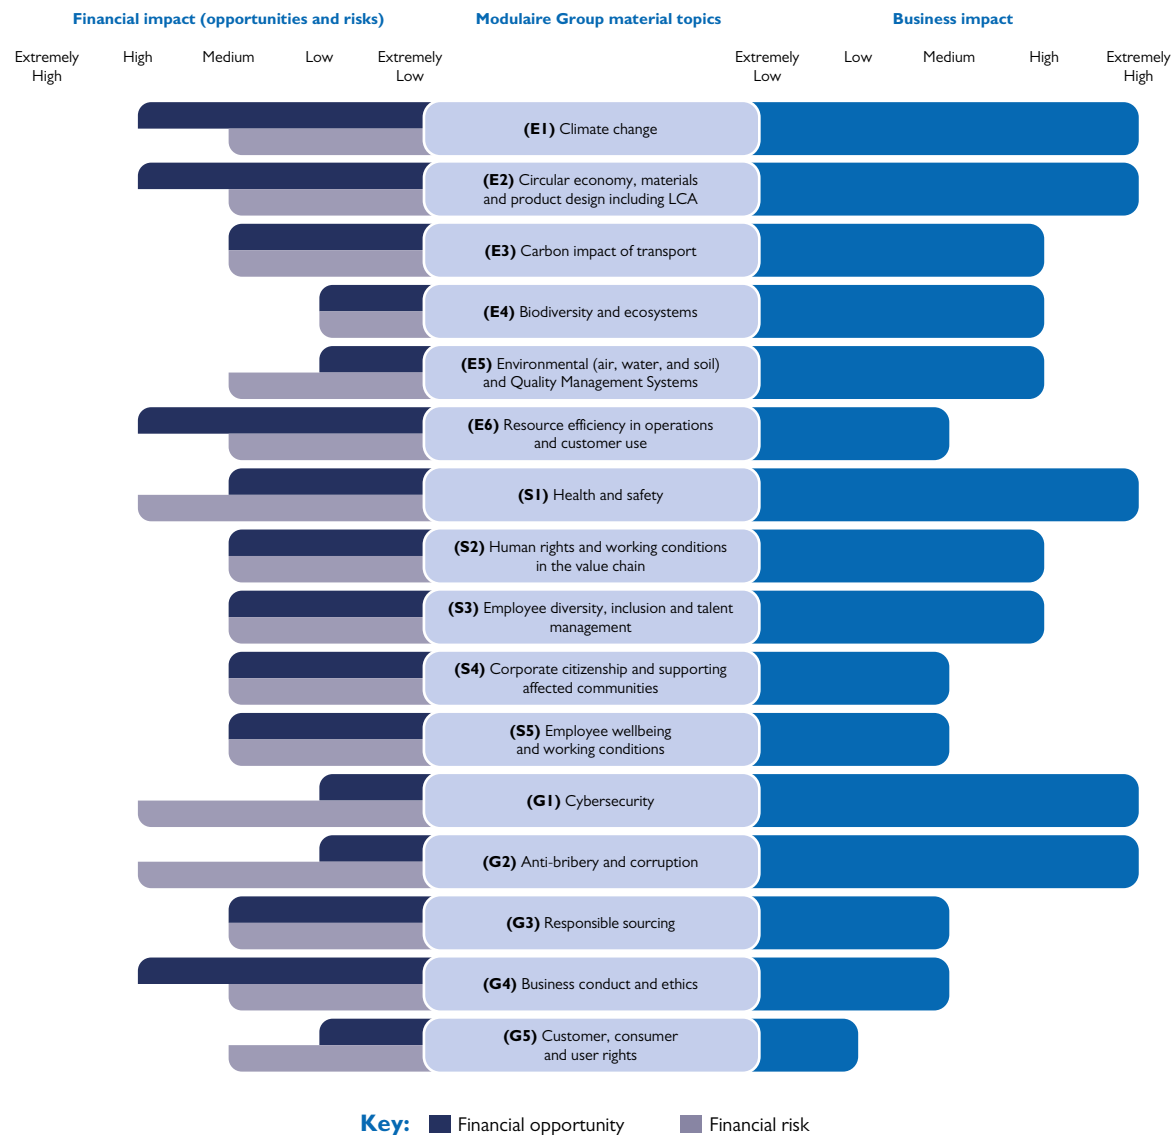 Financial impact (opportunities and risks)
Modulaire Group material topics
Business impact
Extremely
High
High
Medium
Low
Extremely
Low
Extremely
Low
Low
Medium
High
Extremely
High
(E1) Climate change
(E2) Circular economy, materials
and product design including LCA
(E3) Carbon impact of transport
(E4) Biodiversity and ecosystems
(E5) Environmental (air, water, and soil)
and Quality Management Systems
(E6) Resource efficiency in operations
and customer use
(S1) Health and safety
(S2) Human rights and working conditions
in the value chain
(S3) Employee diversity, inclusion and talent
management
(S4) Corporate citizenship and supporting
affected communities
(S5) Employee wellbeing
and working conditions
(G1) Cybersecurity
(G2) Anti-bribery and corruption
(G3) Responsible sourcing
(G4) Business conduct and ethics
(G5) Customer, consumer
and user rights
Key: Financial opportunity Financial risk